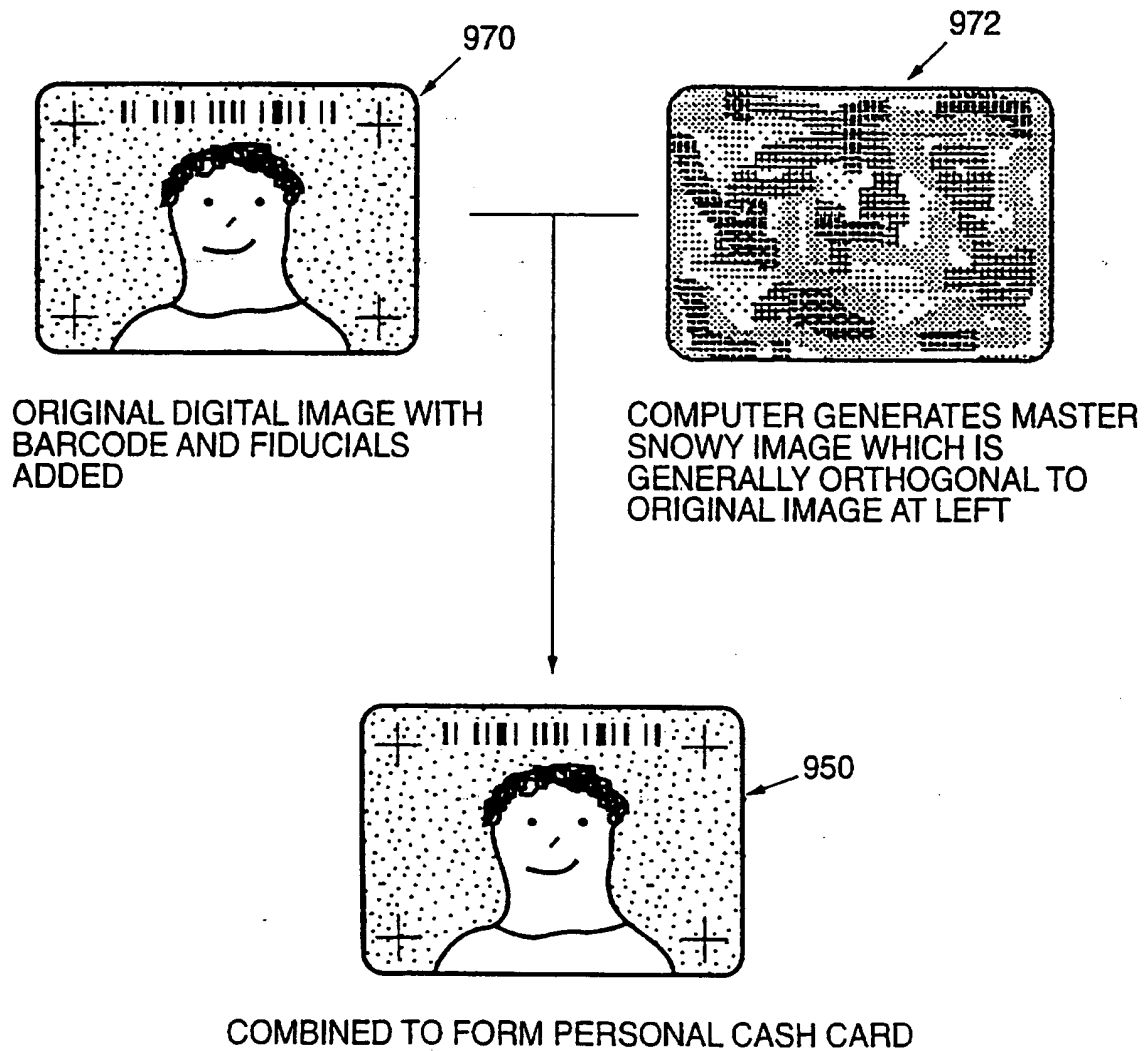 970
972
ORIGINAL DIGITAL IMAGE WITH
BARCODE AND FIDUCIALS
ADDED
COMPUTER GENERATES MASTER
SNOWY IMAGE WHICH IS
GENERALLY ORTHOGONAL TO
ORIGINAL IMAGE AT LEFT
950
COMBINED TO FORM PERSONAL CASH CARD